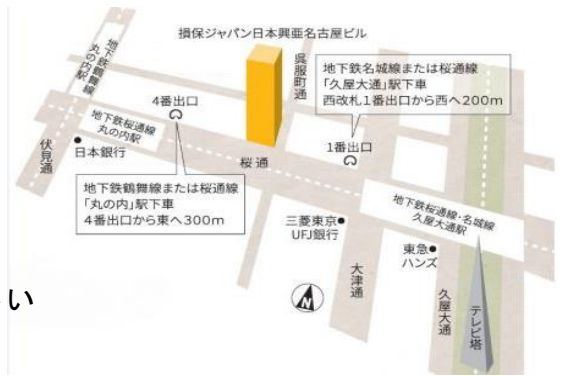 損保ジャパン日本興亜名古屋ビル
地下鉄鶴舞線
丸の内駅
呉服町通
地下鉄名城線または桜通線
「久屋大通」駅下車
西改札1番出口から西へ200m
4番出口
地下鉄桜通線
丸の内駅
1番出口
伏見通
日本銀行
桜通
地下鉄鶴舞線または桜通線
「丸の内」駅下車
4番出口から東へ300m
地下鉄桜通線・名城線
久屋大通駅
三菱東京
UFJ銀行
東急
ハンズ
大津通
久屋大通
テレビ塔
N
い